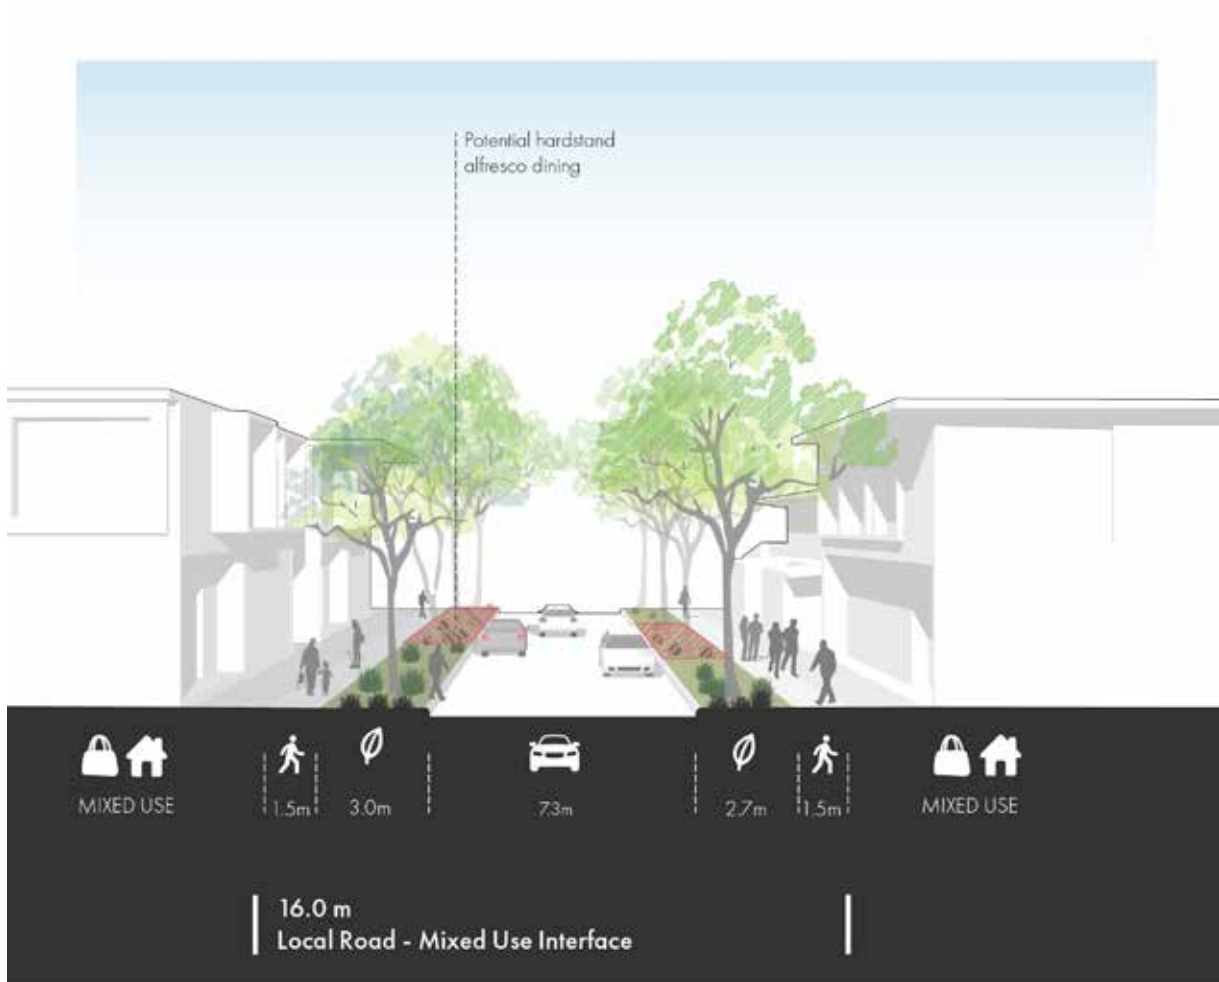 Potential hardstand
alfresco dining
MIXED USE
1.5m
3.0m
7.3m
2.7m
1.5m
MIXED USE
16.0 m
Local Road - Mixed Use Interface